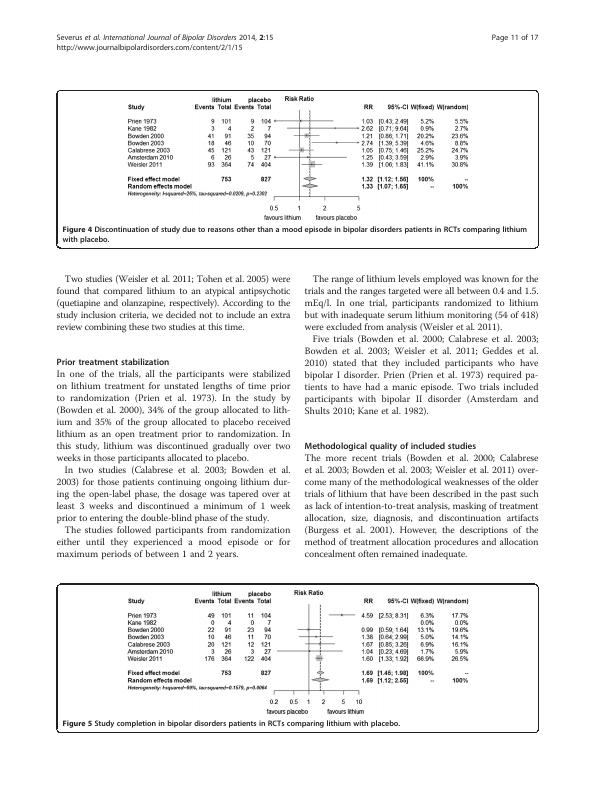 Severus et al. International Journal of Bipolar Disorders 2014, 2:15
Page 11 of 17
http://www.journalbipolardisorders.com/content/2/1/15
lithium placebo Risk Ratio
Study Events Total Events Total RR 95%-CI W(fixed) W(random)
Prien 1973 9 101 9 104 1.03 [0.43; 2.49] 5.2% 5.5%
Kane 1982 3 4 2 7 2.62 [0.71; 9.64] 0.9% 2.7%
Bowden 2000 41 91 35 94 1.21 [0.86; 1.71] 20.2% 23.6%
Bowden 2003 18 46 10 70 2.74 [1.39; 5.39] 4.6% 8.8%
Calabrese 2003 45 121 43 121 1.05 [0.75; 1.46] 25.2% 24.7%
Amsterdam 2010 6 26 5 27 1.25 [0.43; 3.59] 2.9% 3.9%
Weisler 2011 93 364 74 404 1.39 [1.06; 1.83] 41.1% 30.8%
Fixed effect model 753 827 1.32 [1.12; 1.56] 100% --
Random effects model 1.33 [1.07; 1.65] -- 100%
Heterogeneity: I-squared=26%, tau-squared=0.0209, p=0.2303
0.5 1 2 5
favours lithium favours placebo
Figure 4 Discontinuation of study due to reasons other than a mood episode in bipolar disorders patients in RCTs comparing lithium
with placebo.
Two studies (Weisler et al. 2011; Tohen et al. 2005) were
found that compared lithium to an atypical antipsychotic
(quetiapine and olanzapine, respectively). According to the
study inclusion criteria, we decided not to include an extra
review combining these two studies at this time.
Prior treatment stabilization
In one of the trials, all the participants were stabilized
on lithium treatment for unstated lengths of time prior
to randomization (Prien et al. 1973). In the study by
(Bowden et al. 2000), 34% of the group allocated to lith-
ium and 35% of the group allocated to placebo received
lithium as an open treatment prior to randomization. In
this study, lithium was discontinued gradually over two
weeks in those participants allocated to placebo.
In two studies (Calabrese et al. 2003; Bowden et al.
2003) for those patients continuing ongoing lithium dur-
ing the open-label phase, the dosage was tapered over at
least 3 weeks and discontinued a minimum of 1 week
prior to entering the double-blind phase of the study.
The studies followed participants from randomization
either until they experienced a mood episode or for
maximum periods of between 1 and 2 years.
The range of lithium levels employed was known for the
trials and the ranges targeted were all between 0.4 and 1.5.
mEq/l. In one trial, participants randomized to lithium
but with inadequate serum lithium monitoring (54 of 418)
were excluded from analysis (Weisler et al. 2011).
Five trials (Bowden et al. 2000; Calabrese et al. 2003;
Bowden et al. 2003; Weisler et al. 2011; Geddes et al.
2010) stated that they included participants who have
bipolar I disorder. Prien (Prien et al. 1973) required pa-
tients to have had a manic episode. Two trials included
participants with bipolar II disorder (Amsterdam and
Shults 2010; Kane et al. 1982).
Methodological quality of included studies
The more recent trials (Bowden et al. 2000; Calabrese
et al. 2003; Bowden et al. 2003; Weisler et al. 2011) over-
come many of the methodological weaknesses of the older
trials of lithium that have been described in the past such
as lack of intention-to-treat analysis, masking of treatment
allocation, size, diagnosis, and discontinuation artifacts
(Burgess et al. 2001). However, the descriptions of the
method of treatment allocation procedures and allocation
concealment often remained inadequate.
lithium placebo Risk Ratio
Study Events Total Events Total RR 95%-CI W(fixed) W(random)
Prien 1973 49 101 11 104 4.59 [2.53; 8.31] 6.3% 17.7%
Kane 1982 0 4 0 7 0.0% 0.0%
Bowden 2000 22 91 23 94 0.99 [0.59; 1.64] 13.1% 19.6%
Bowden 2003 10 46 11 70 1.38 [0.64; 2.99] 5.0% 14.1%
Calabrese 2003 20 121 12 121 1.67 [0.85; 3.26] 6.9% 16.1%
Amsterdam 2010 3 26 3 27 1.04 [0.23; 4.69] 1.7% 5.9%
Weisler 2011 176 364 122 404 1.60 [1.33; 1.92] 66.9% 26.5%
Fixed effect model 753 827 1.69 [1.45; 1.98] 100% --
Random effects model 1.69 [1.12; 2.55] -- 100%
Heterogeneity: I-squared=69%, tau-squared=0.1579, p=0.0064
0.2 0.5 1 2 5 10
favours placebo favours lithium
Figure 5 Study completion in bipolar disorders patients in RCTs comparing lithium with placebo.